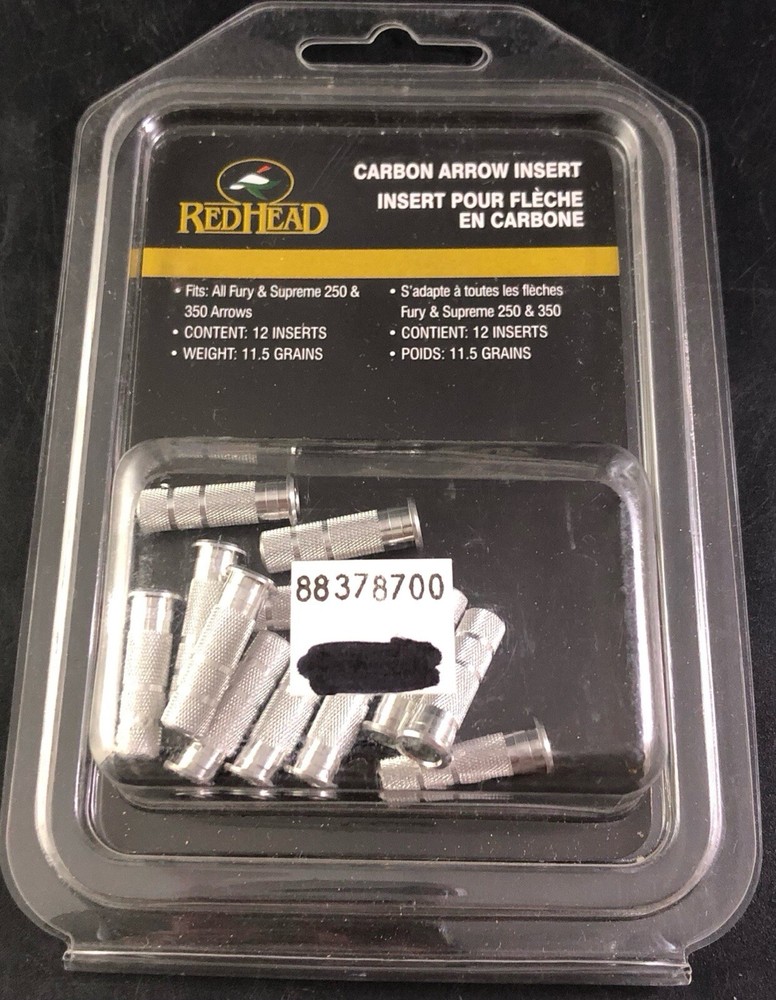 REDHEAD
CARBON ARROW INSERT
INSERT POUR FLÈCHE
EN CARBONE
• Fits: All Fury & Supreme 250 &
350 Arrows
• CONTENT: 12 INSERTS
• WEIGHT: 11.5 GRAINS
• S'adapte à toutes les flèches
Fury & Supreme 250 & 350
• CONTIENT: 12 INSERTS
• POIDS: 11.5 GRAINS
88378700